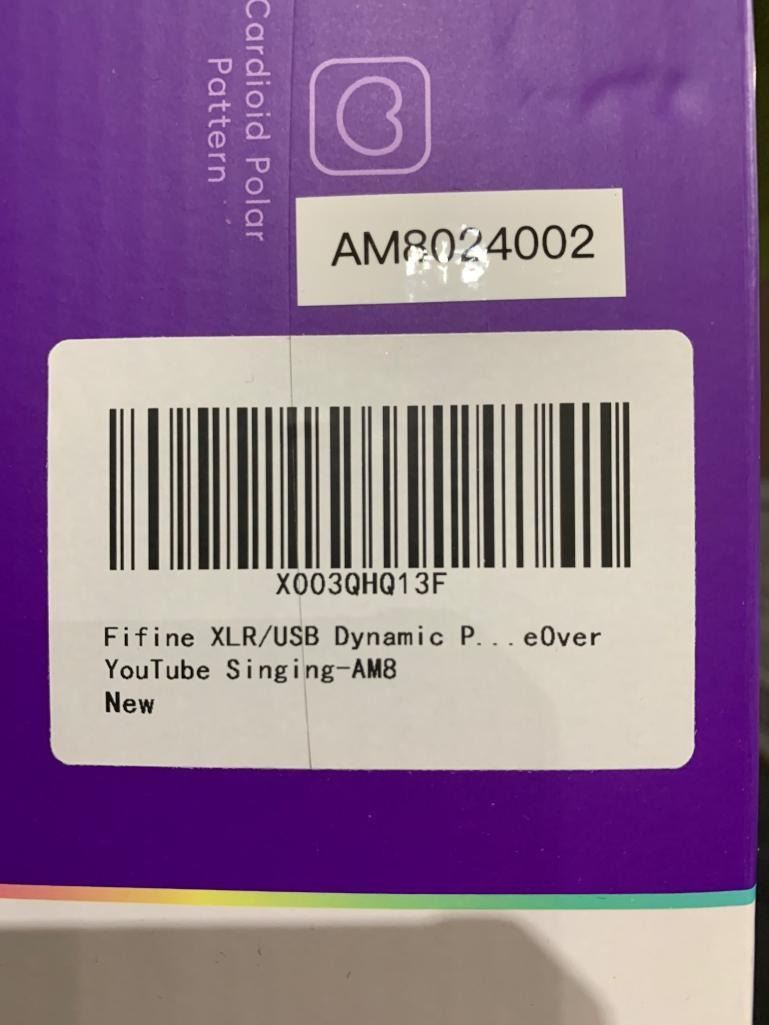 Cardioid Polar
Pattern
AM8024002
X003QHQ13F
Fifine XLR/USB Dynamic P...eOver
YouTube Singing-AM8
New